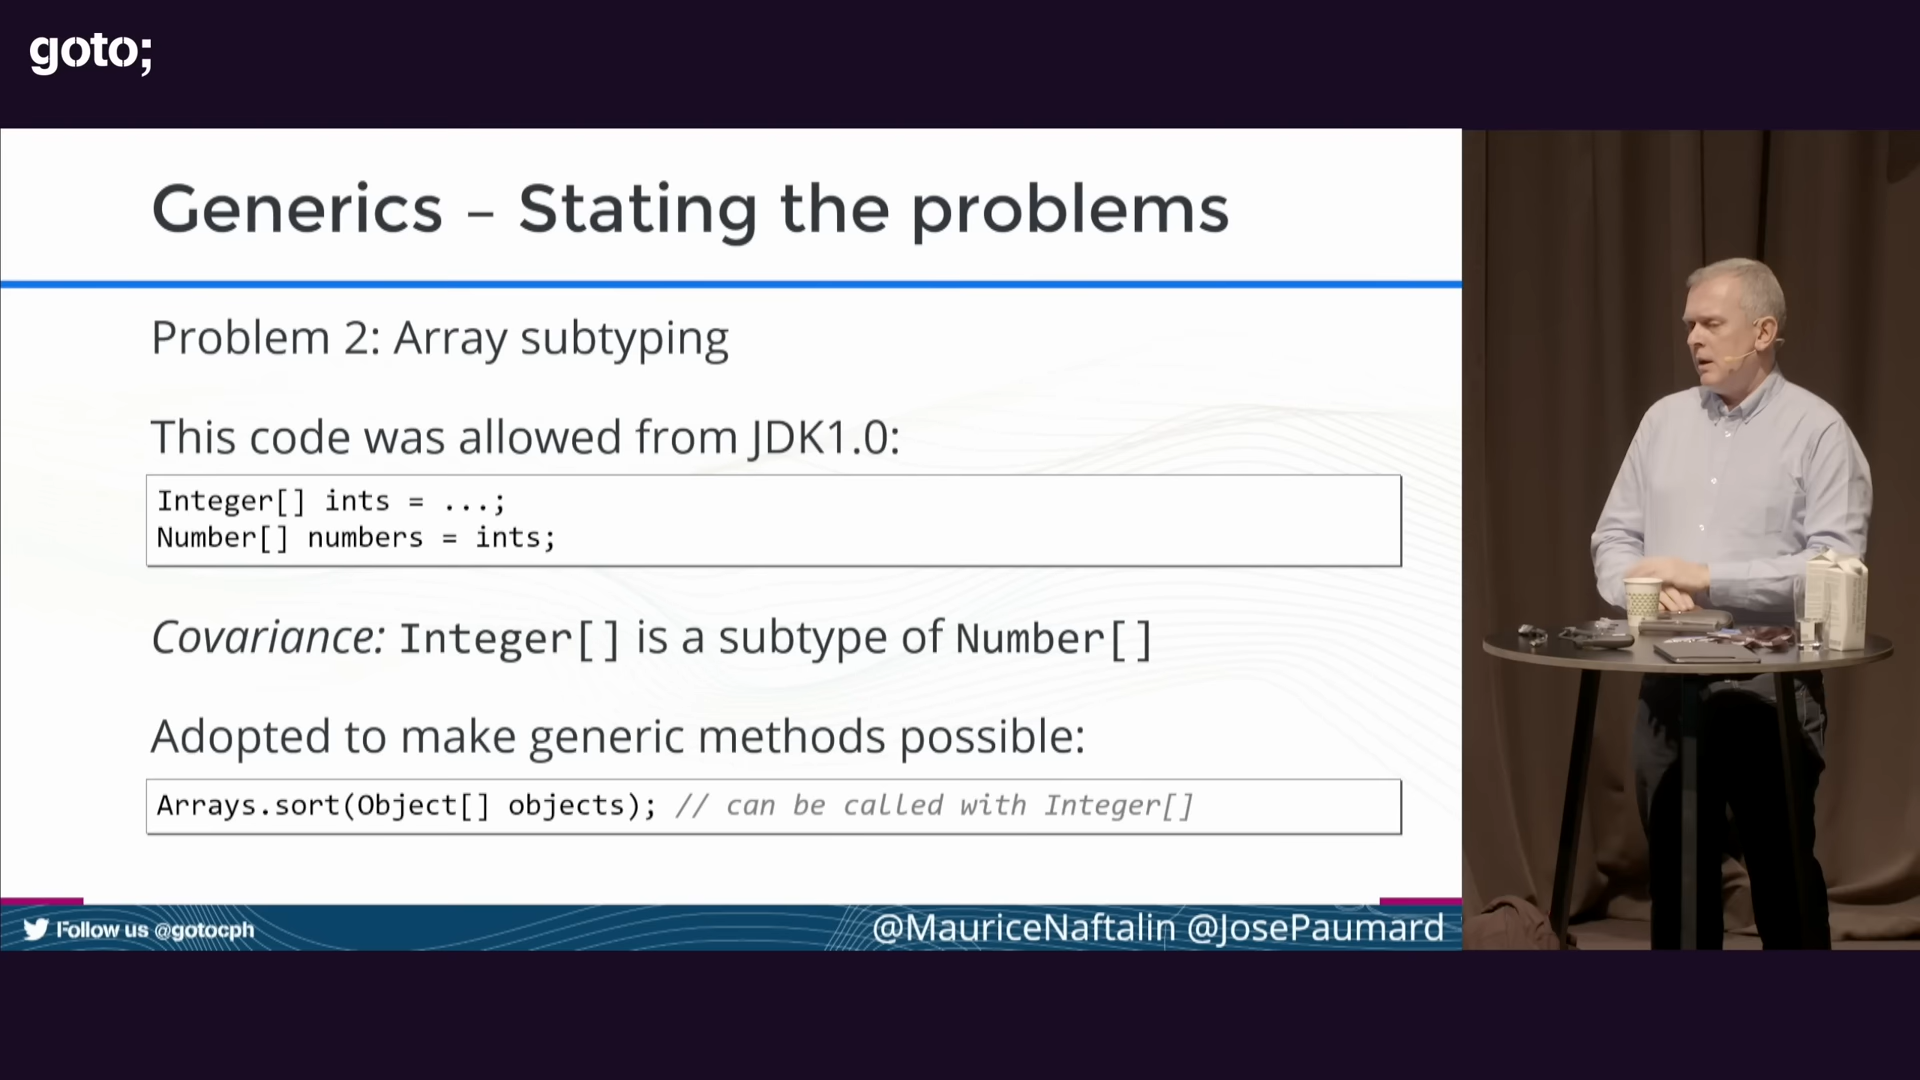 goto;
Generics – Stating the problems
Problem 2: Array subtyping
This code was allowed from JDK1.0:
Integer[] ints = ...;
Number[] numbers = ints;
Covariance: Integer[] is a subtype of Number[]
Adopted to make generic methods possible:
Arrays.sort(Object[] objects); // can be called with Integer[]
Follow us @gotocph
@MauriceNaftalin @JosePaumard